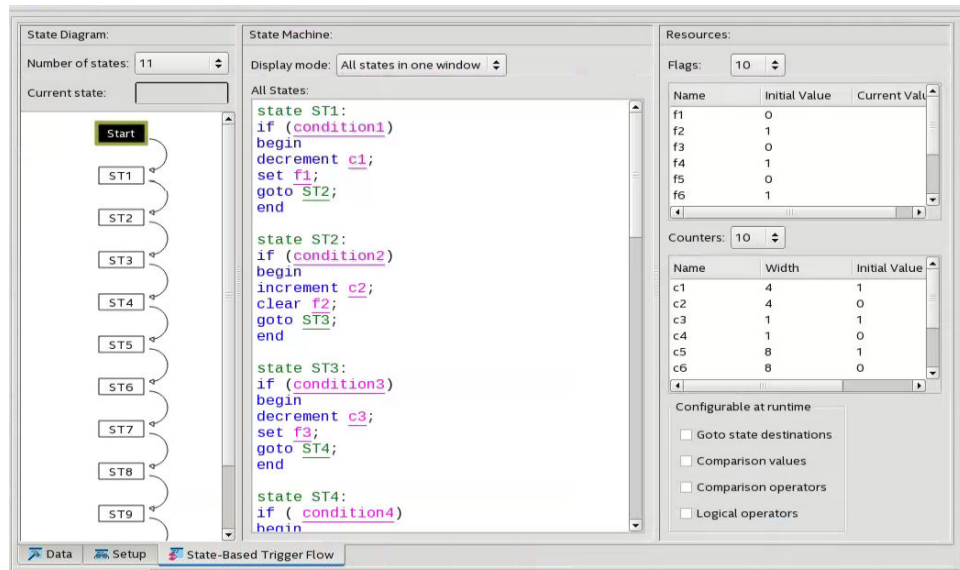 State Diagram:
Number of states: 11
Current state:
Start
ST1
ST2
ST3
ST4
ST5
ST6
ST7
ST8
ST9
State Machine:
Display mode: All states in one window
All States:
state ST1:
if (condition1)
begin
decrement c1;
set f1;
goto ST2;
end
state ST2:
if (condition2)
begin
increment c2;
clear f2;
goto ST3;
end
state ST3:
if (condition3)
begin
decrement c3;
set f3;
goto ST4;
end
state ST4:
if ( condition4)
begin
Resources:
Flags: 10
Name Initial Value Current Valu
f1 0
f2 1
f3 0
f4 1
f5 0
f6 1
Counters: 10
Name Width Initial Value
c1 4 1
c2 4 0
c3 1 1
c4 1 0
c5 8 1
c6 8 0
Configurable at runtime
Goto state destinations
Comparison values
Comparison operators
Logical operators
Data Setup State-Based Trigger Flow